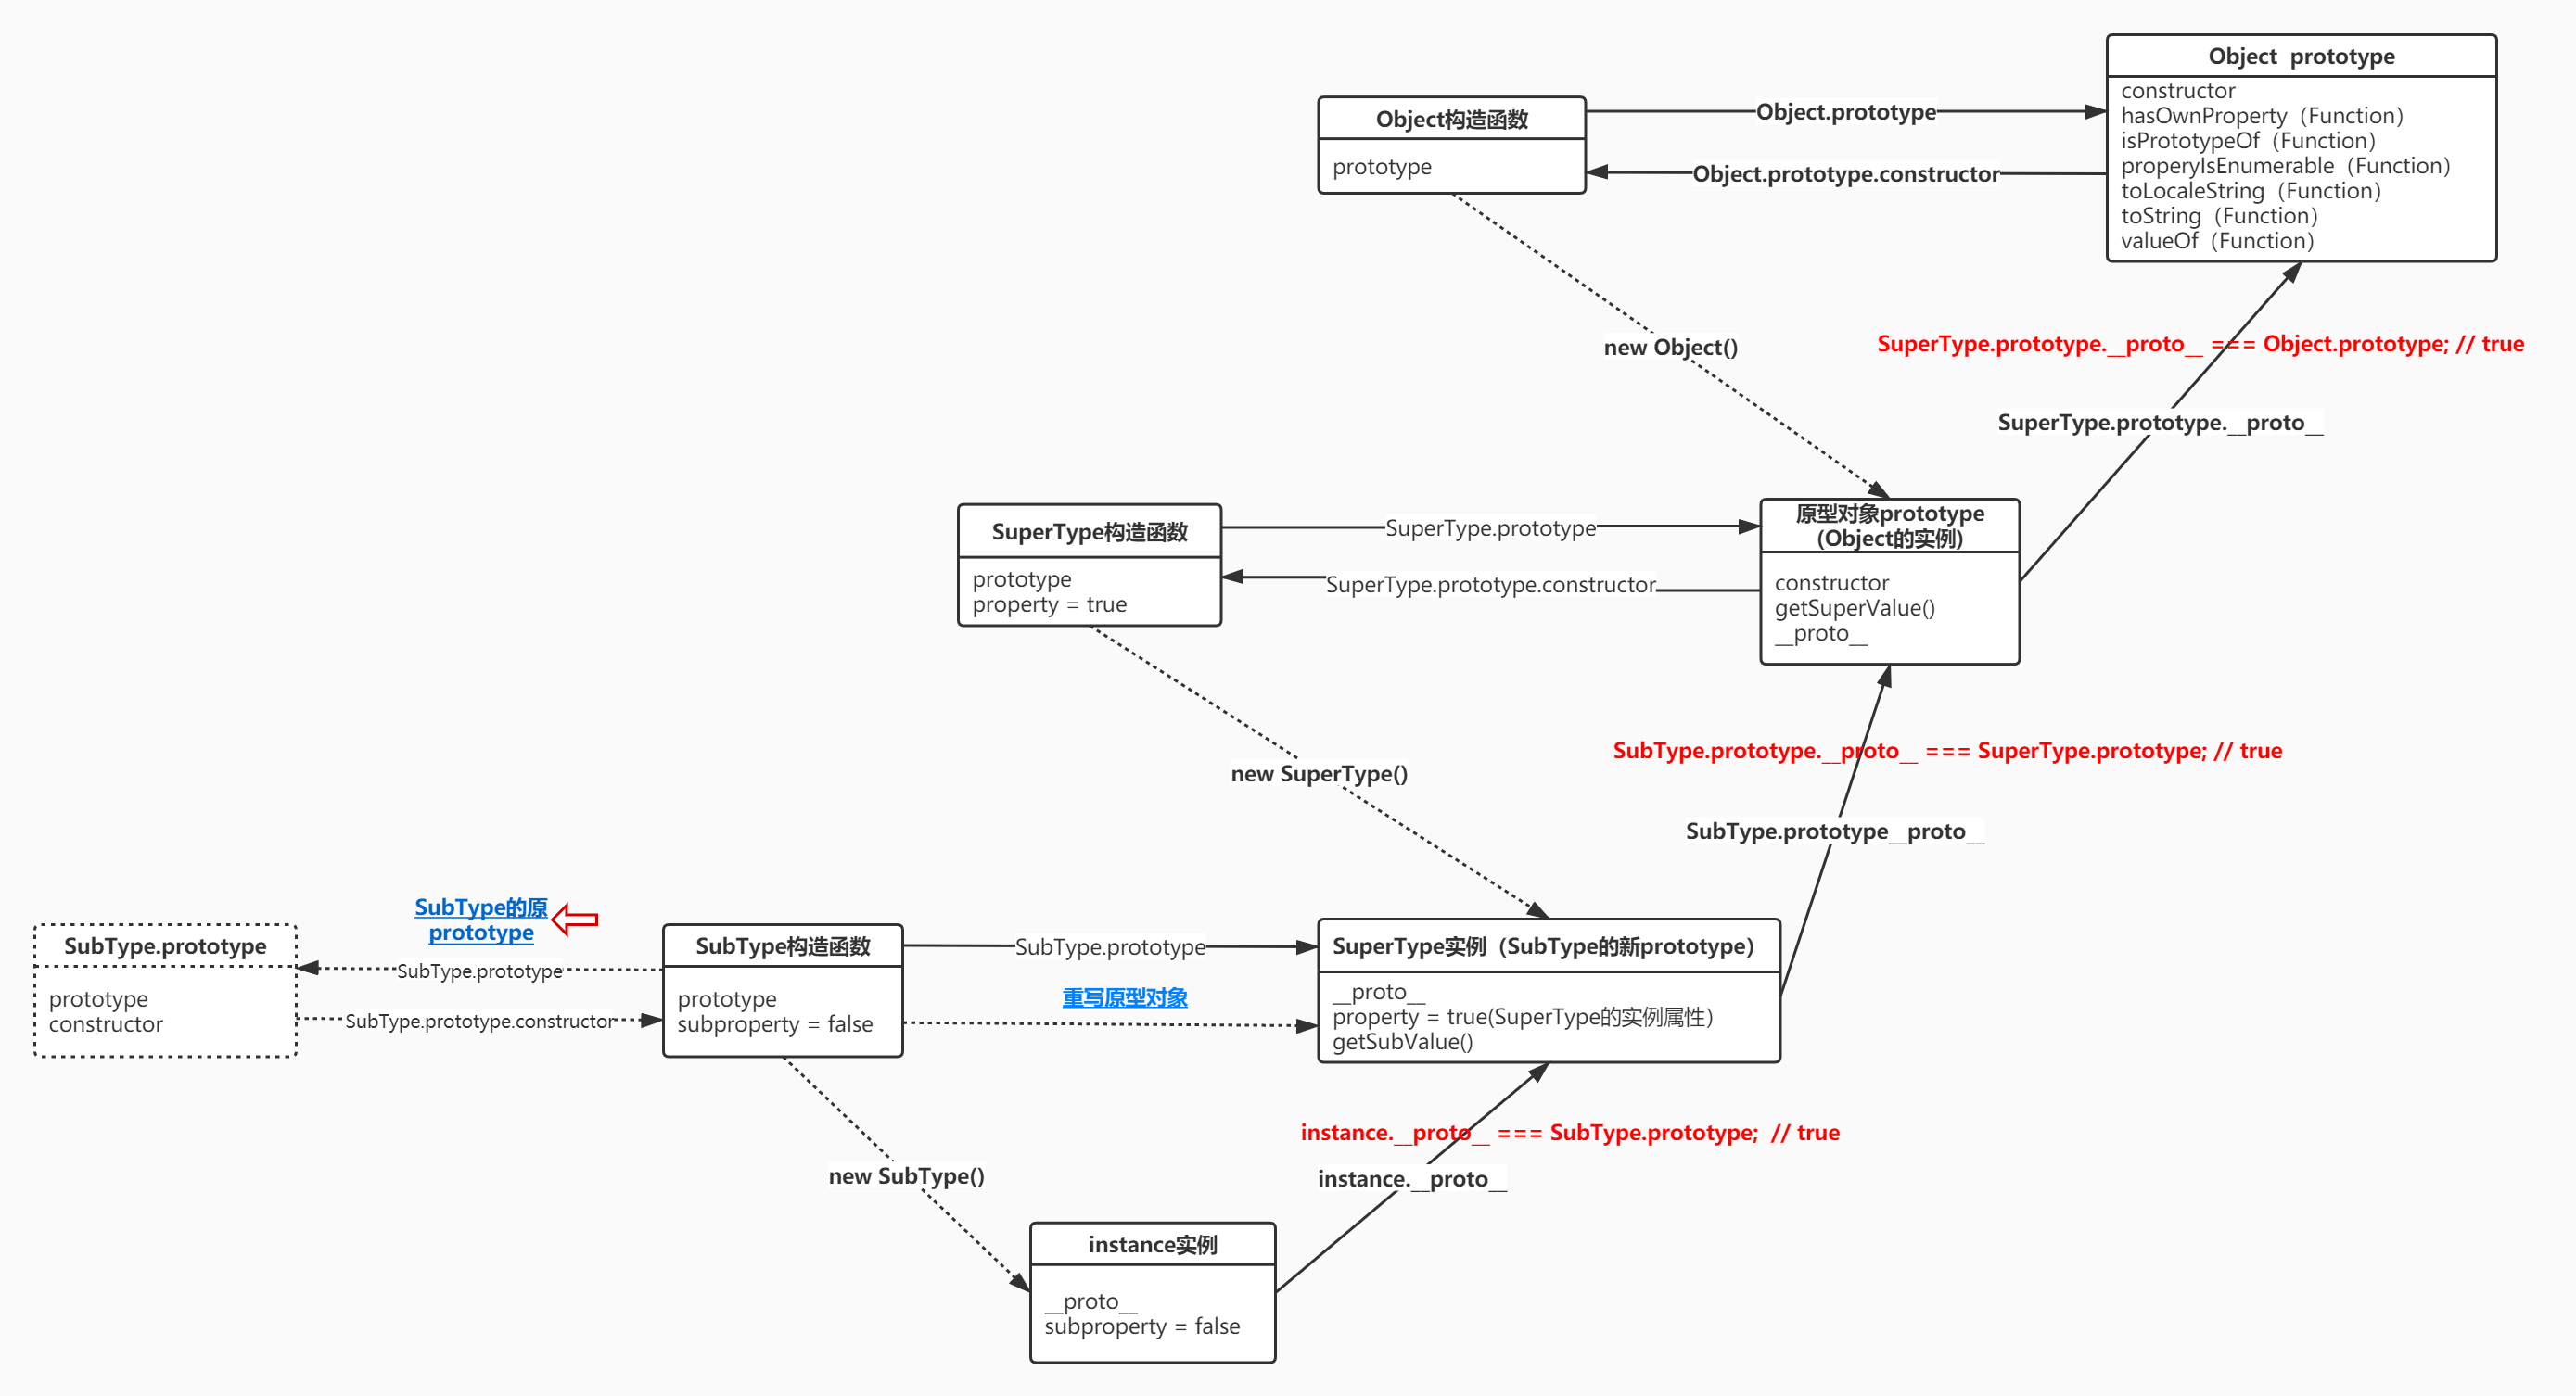 Object  prototype
constructor
hasOwnProperty（Function）
isPrototypeOf（Function）
properyIsEnumerable（Function）
toLocaleString（Function）
toString（Function）
valueOf（Function）
Object构造函数
prototype
Object.prototype
Object.prototype.constructor
new Object()
SuperType.prototype.__proto__ === Object.prototype; // true
SuperType.prototype.__proto__
SuperType构造函数
prototype
property = true
SuperType.prototype
SuperType.prototype.constructor
原型对象prototype
（Object的实例)
constructor
getSuperValue()
__proto__
new SuperType()
SubType.prototype.__proto__ === SuperType.prototype; // true
SubType.prototype__proto__
SubType.prototype
prototype
constructor
SubType的原
prototype
SubType.prototype
SubType.prototype.constructor
SubType构造函数
prototype
subproperty = false
SubType.prototype
重写原型对象
SuperType实例（SubType的新prototype）
__proto__
property = true(SuperType的实例属性）
getSubValue()
new SubType()
instance.__proto__ === SubType.prototype;  // true
instance.__proto__
instance实例
__proto__
subproperty = false